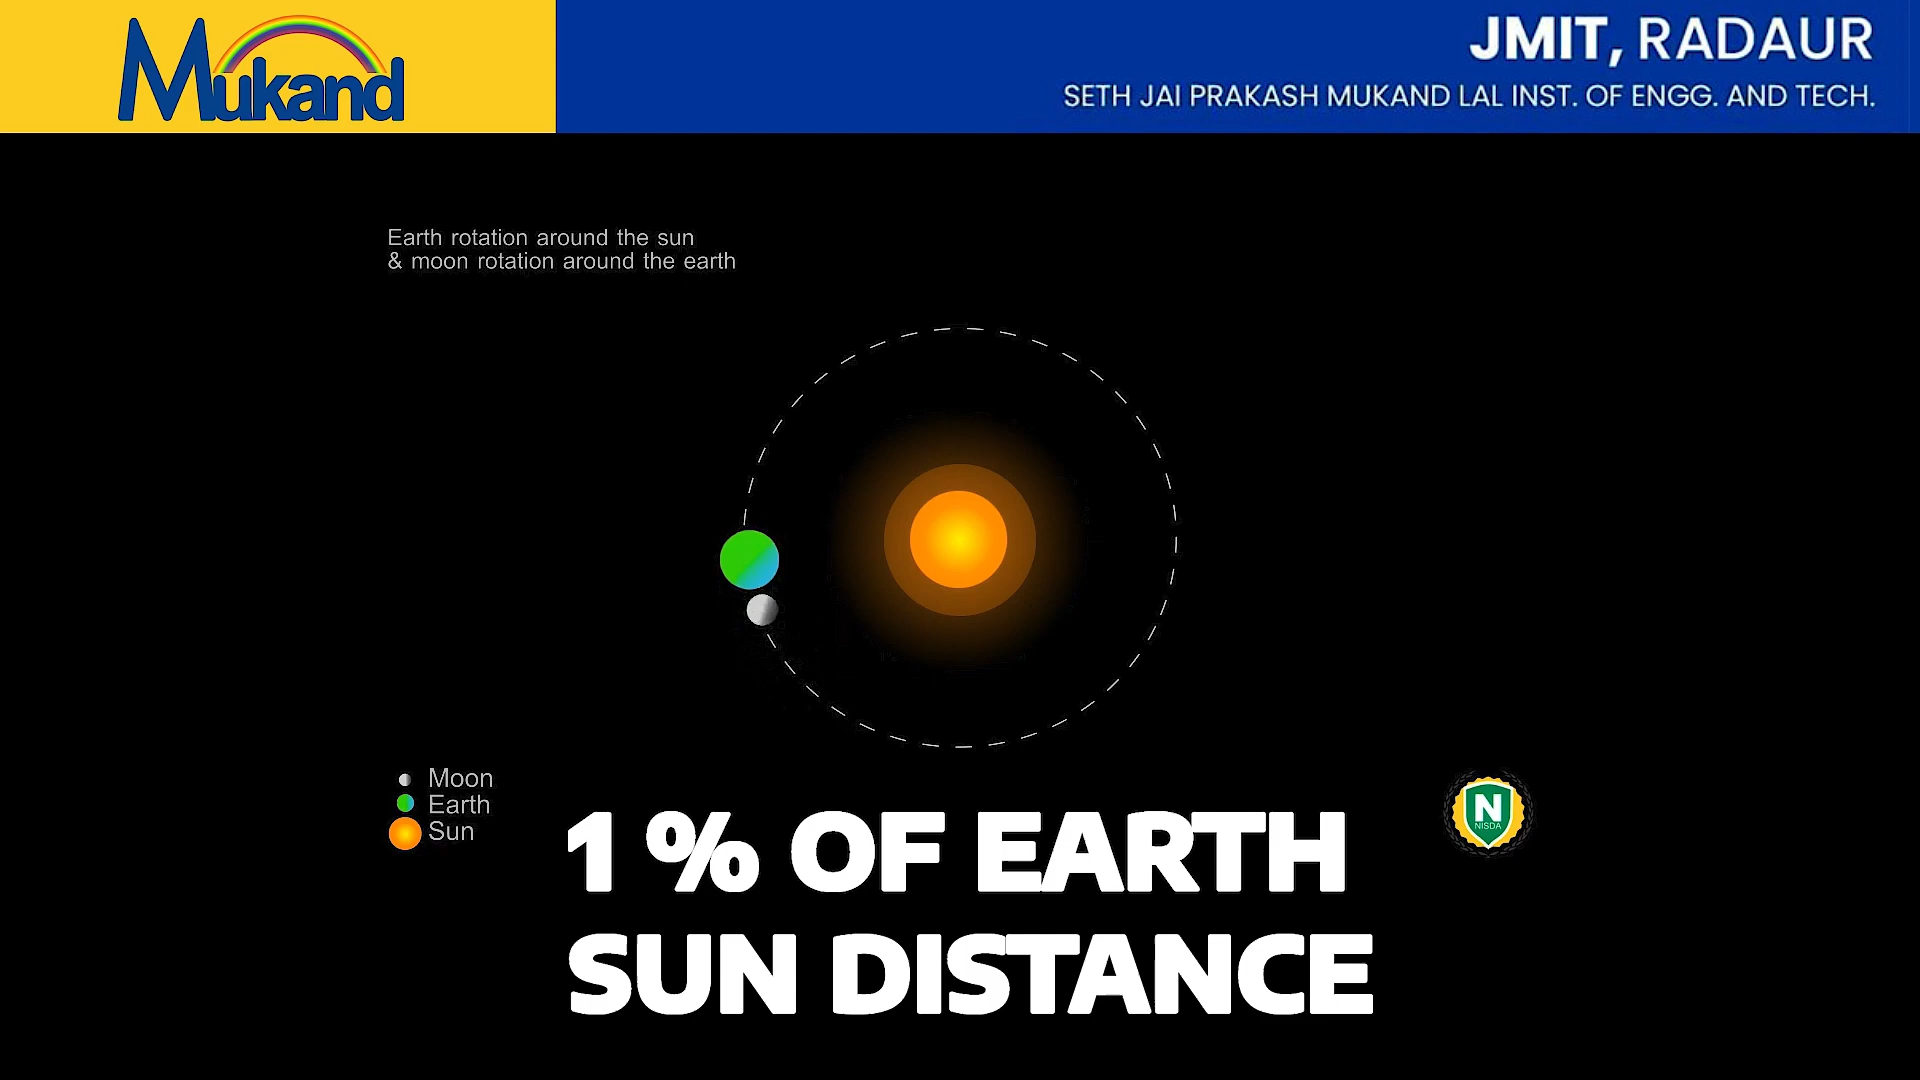 Mukand
JMIT, RADAUR
SETH JAI PRAKASH MUKAND LAL INST. OF ENGG. AND TECH.
Earth rotation around the sun
& moon rotation around the earth
Moon
Earth
Sun
1 % OF EARTH
SUN DISTANCE
N
NISDA